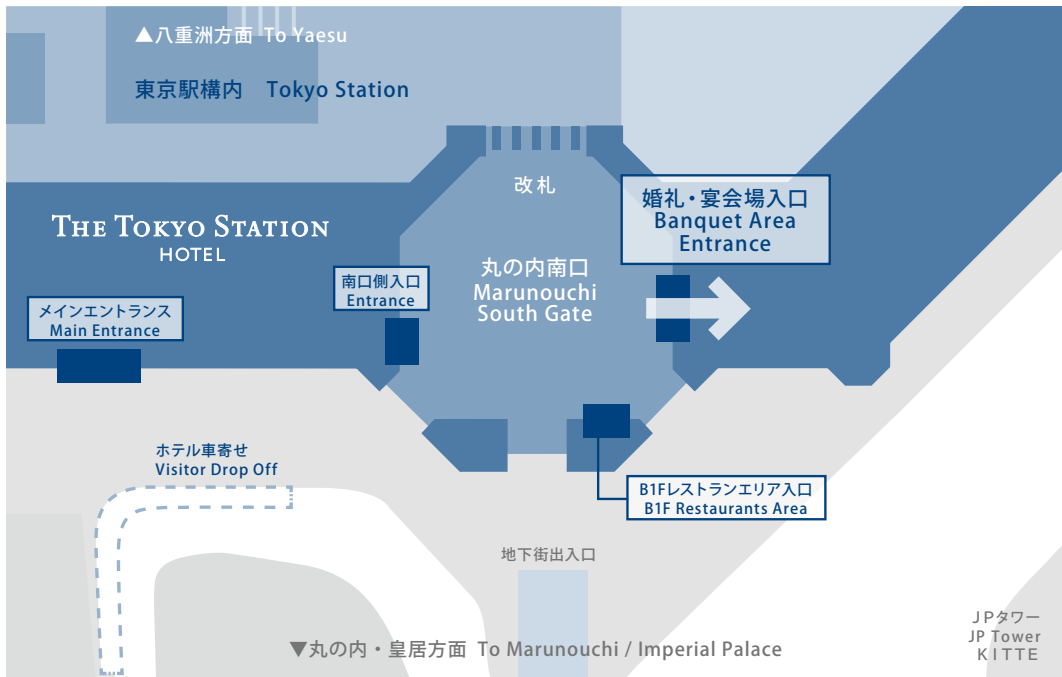 ▲八重洲方面 To Yaesu
東京駅構内 Tokyo Station
改札
婚礼・宴会場入口
Banquet Area
Entrance
THE TOKYO STATION
HOTEL
丸の内南口
Marunouchi
South Gate
南口側入口
Entrance
メインエントランス
Main Entrance
ホテル車寄せ
Visitor Drop Off
B1Fレストランエリア入口
B1F Restaurants Area
地下街出入口
JPタワー
JP Tower
KITTE
▼丸の内・皇居方面 To Marunouchi / Imperial Palace